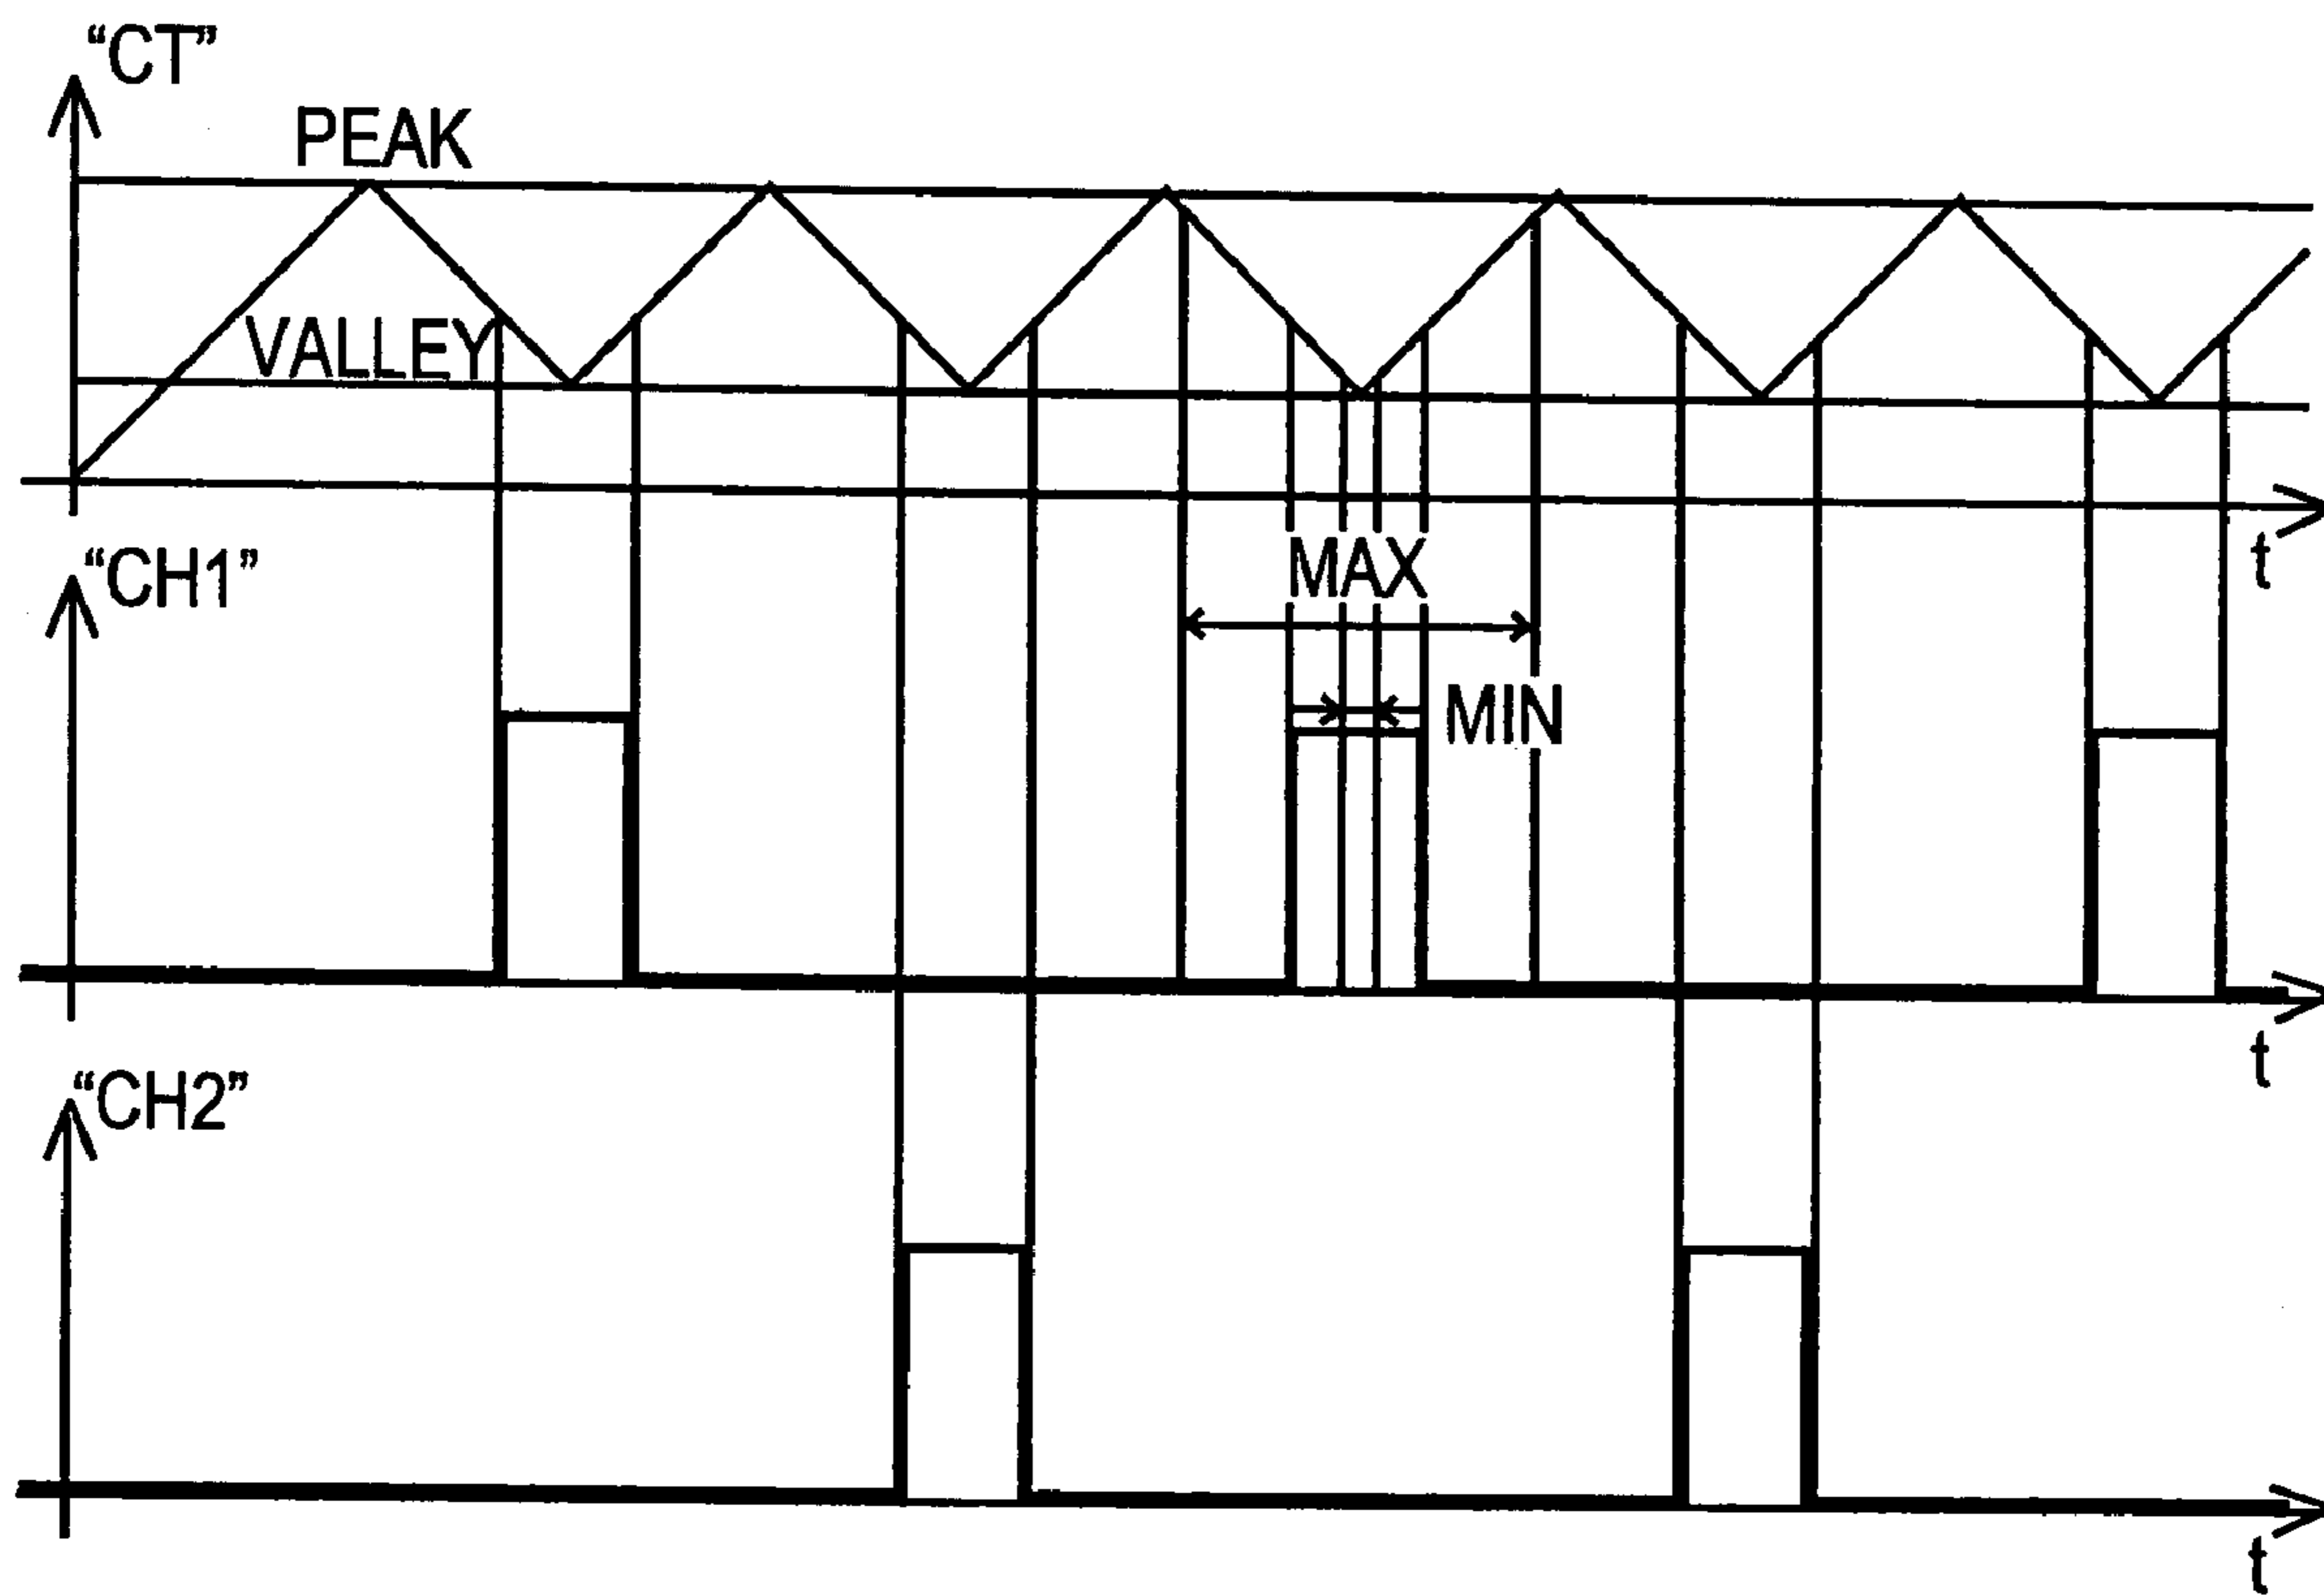 “CT”
PEAK
VALLEY
t
“CH1”
MAX
MIN
t
“CH2”
t